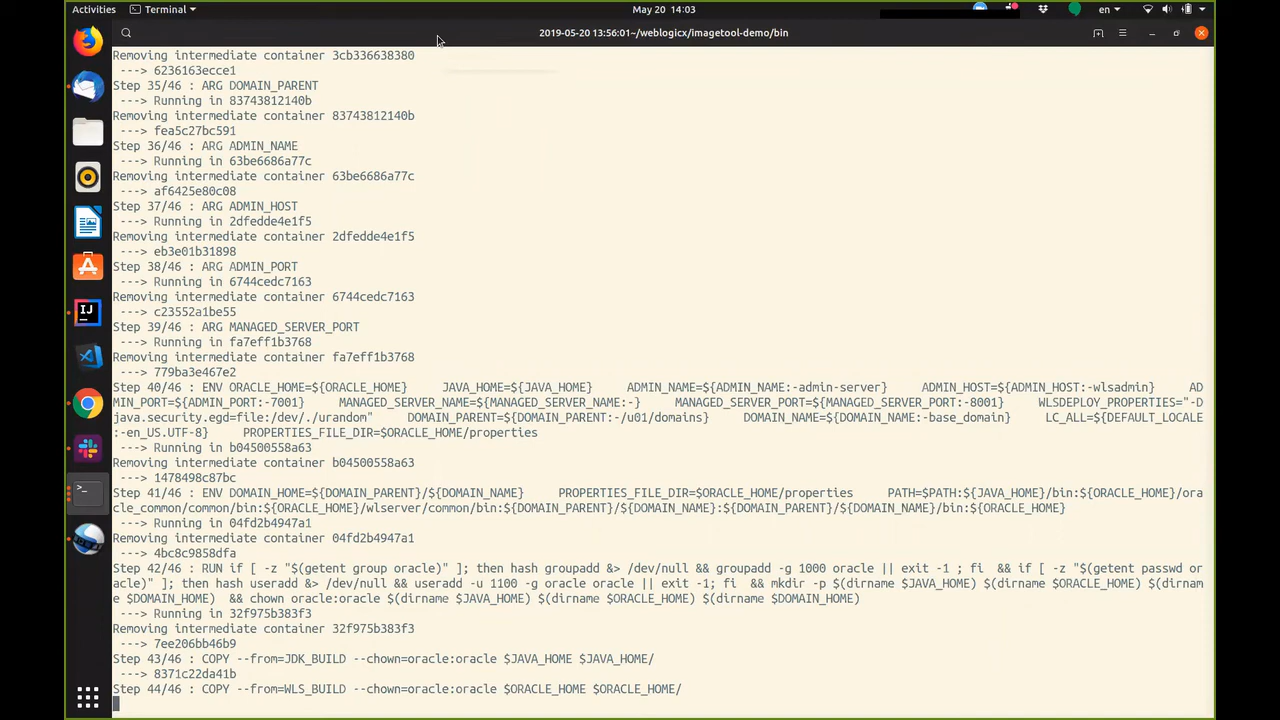 Activities
Terminal
May 20 14:03
en
2019-05-20 13:56:01~/weblogicx/imagetool-demo/bin
Removing intermediate container 3cb336638380
---> 6236163ecce1
Step 35/46 : ARG DOMAIN_PARENT
---> Running in 83743812140b
Removing intermediate container 83743812140b
---> fea5c27bc591
Step 36/46 : ARG ADMIN_NAME
---> Running in 63be6686a77c
Removing intermediate container 63be6686a77c
---> af6425e80c08
Step 37/46 : ARG ADMIN_HOST
---> Running in 2dfedde4e1f5
Removing intermediate container 2dfedde4e1f5
---> eb3e01b31898
Step 38/46 : ARG ADMIN_PORT
---> Running in 6744cedc7163
Removing intermediate container 6744cedc7163
---> c23552a1be55
Step 39/46 : ARG MANAGED_SERVER_PORT
---> Running in fa7eff1b3768
Removing intermediate container fa7eff1b3768
---> 779ba3e467e2
Step 40/46 : ENV ORACLE_HOME=${ORACLE_HOME} JAVA_HOME=${JAVA_HOME} ADMIN_NAME=${ADMIN_NAME:-admin-server} ADMIN_HOST=${ADMIN_HOST:-wlsadmin} AD
MIN_PORT=${ADMIN_PORT:-7001} MANAGED_SERVER_NAME=${MANAGED_SERVER_NAME:-} MANAGED_SERVER_PORT=${MANAGED_SERVER_PORT:-8001} WLSDEPLOY_PROPERTIES="-D
java.security.egd=file:/dev/./urandom" DOMAIN_PARENT=${DOMAIN_PARENT:-/u01/domains} DOMAIN_NAME=${DOMAIN_NAME:-base_domain} LC_ALL=${DEFAULT_LOCALE
:-en_US.UTF-8} PROPERTIES_FILE_DIR=$ORACLE_HOME/properties
---> Running in b04500558a63
Removing intermediate container b04500558a63
---> 1478498c87bc
Step 41/46 : ENV DOMAIN_HOME=${DOMAIN_PARENT}/${DOMAIN_NAME} PROPERTIES_FILE_DIR=$ORACLE_HOME/properties PATH=$PATH:${JAVA_HOME}/bin:${ORACLE_HOME}/ora
cle_common/common/bin:${ORACLE_HOME}/wlserver/common/bin:${DOMAIN_PARENT}/${DOMAIN_NAME}:${DOMAIN_PARENT}/${DOMAIN_NAME}/bin:${ORACLE_HOME}
---> Running in 04fd2b4947a1
Removing intermediate container 04fd2b4947a1
---> 4bc8c9858dfa
Step 42/46 : RUN if [ -z "$(getent group oracle)" ]; then hash groupadd &> /dev/null && groupadd -g 1000 oracle || exit -1 ; fi && if [ -z "$(getent passwd or
acle)" ]; then hash useradd &> /dev/null && useradd -u 1100 -g oracle oracle || exit -1; fi && mkdir -p $(dirname $JAVA_HOME) $(dirname $ORACLE_HOME) $(dirnam
e $DOMAIN_HOME) && chown oracle:oracle $(dirname $JAVA_HOME) $(dirname $ORACLE_HOME) $(dirname $DOMAIN_HOME)
---> Running in 32f975b383f3
Removing intermediate container 32f975b383f3
---> 7ee206bb46b9
Step 43/46 : COPY --from=JDK_BUILD --chown=oracle:oracle $JAVA_HOME $JAVA_HOME/
---> 8371c22da41b
Step 44/46 : COPY --from=WLS_BUILD --chown=oracle:oracle $ORACLE_HOME $ORACLE_HOME/